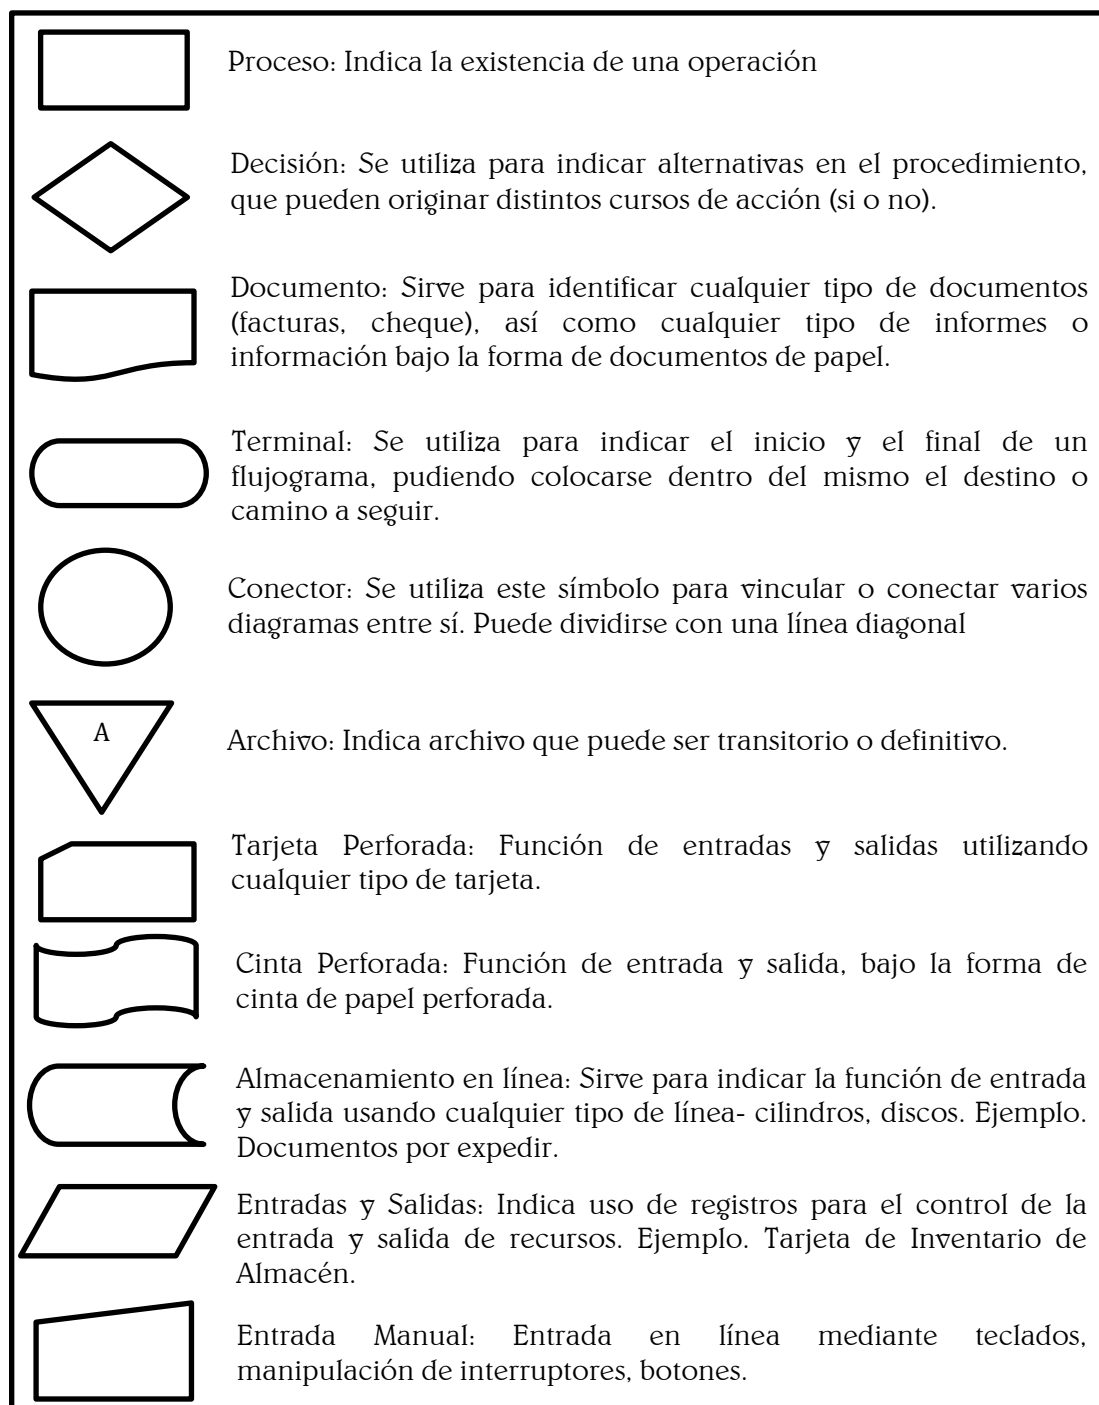 Proceso: Indica la existencia de una operación
Decisión: Se utiliza para indicar alternativas en el procedimiento,
que pueden originar distintos cursos de acción (si o no).
Documento: Sirve para identificar cualquier tipo de documentos
(facturas, cheque), así como cualquier tipo de informes o
información bajo la forma de documentos de papel.
Terminal: Se utiliza para indicar el inicio y el final de un
flujograma, pudiendo colocarse dentro del mismo el destino o
camino a seguir.
Conector: Se utiliza este símbolo para vincular o conectar varios
diagramas entre sí. Puede dividirse con una línea diagonal
A
Archivo: Indica archivo que puede ser transitorio o definitivo.
Tarjeta Perforada: Función de entradas y salidas utilizando
cualquier tipo de tarjeta.
Cinta Perforada: Función de entrada y salida, bajo la forma de
cinta de papel perforada.
Almacenamiento en línea: Sirve para indicar la función de entrada
y salida usando cualquier tipo de línea- cilindros, discos. Ejemplo.
Documentos por expedir.
Entradas y Salidas: Indica uso de registros para el control de la
entrada y salida de recursos. Ejemplo. Tarjeta de Inventario de
Almacén.
Entrada Manual: Entrada en línea mediante teclados,
manipulación de interruptores, botones.